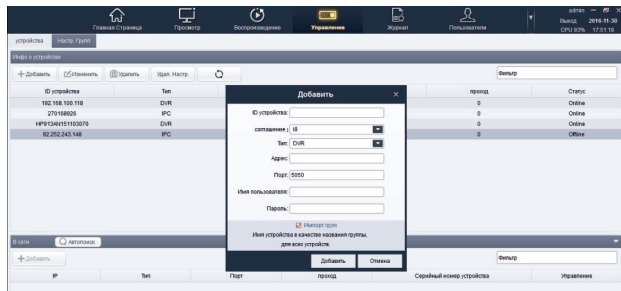 admin
Главная Страница Просмотр Воспроизведение Управление Журнал Пользователи Выход 2016-11-30
CPU 93% 17:51:18
устройства Настр. Групп
Инфо о устройстве
Добавить Изменить Удалить Удал. Настр. Фильтр
ID устройства Тип проход Статус
192.168.100.118 DVR 0 Online
270168926 IPC 0 Online
HP913AN151103070 DVR 0 Online
92.252.243.148 IPC 0 Offline
Добавить
ID устройства:
соглашение : III
Тип: DVR
Адрес:
Порт: 5050
Имя пользователя:
Пароль:
Импорт груп
Имя устройства в качестве названия группы,
для всех устройств.
Добавить Отмена
В сети Автопоиск
Добавить Фильтр
IP Тип Порт проход Серийный номер устройства Управление